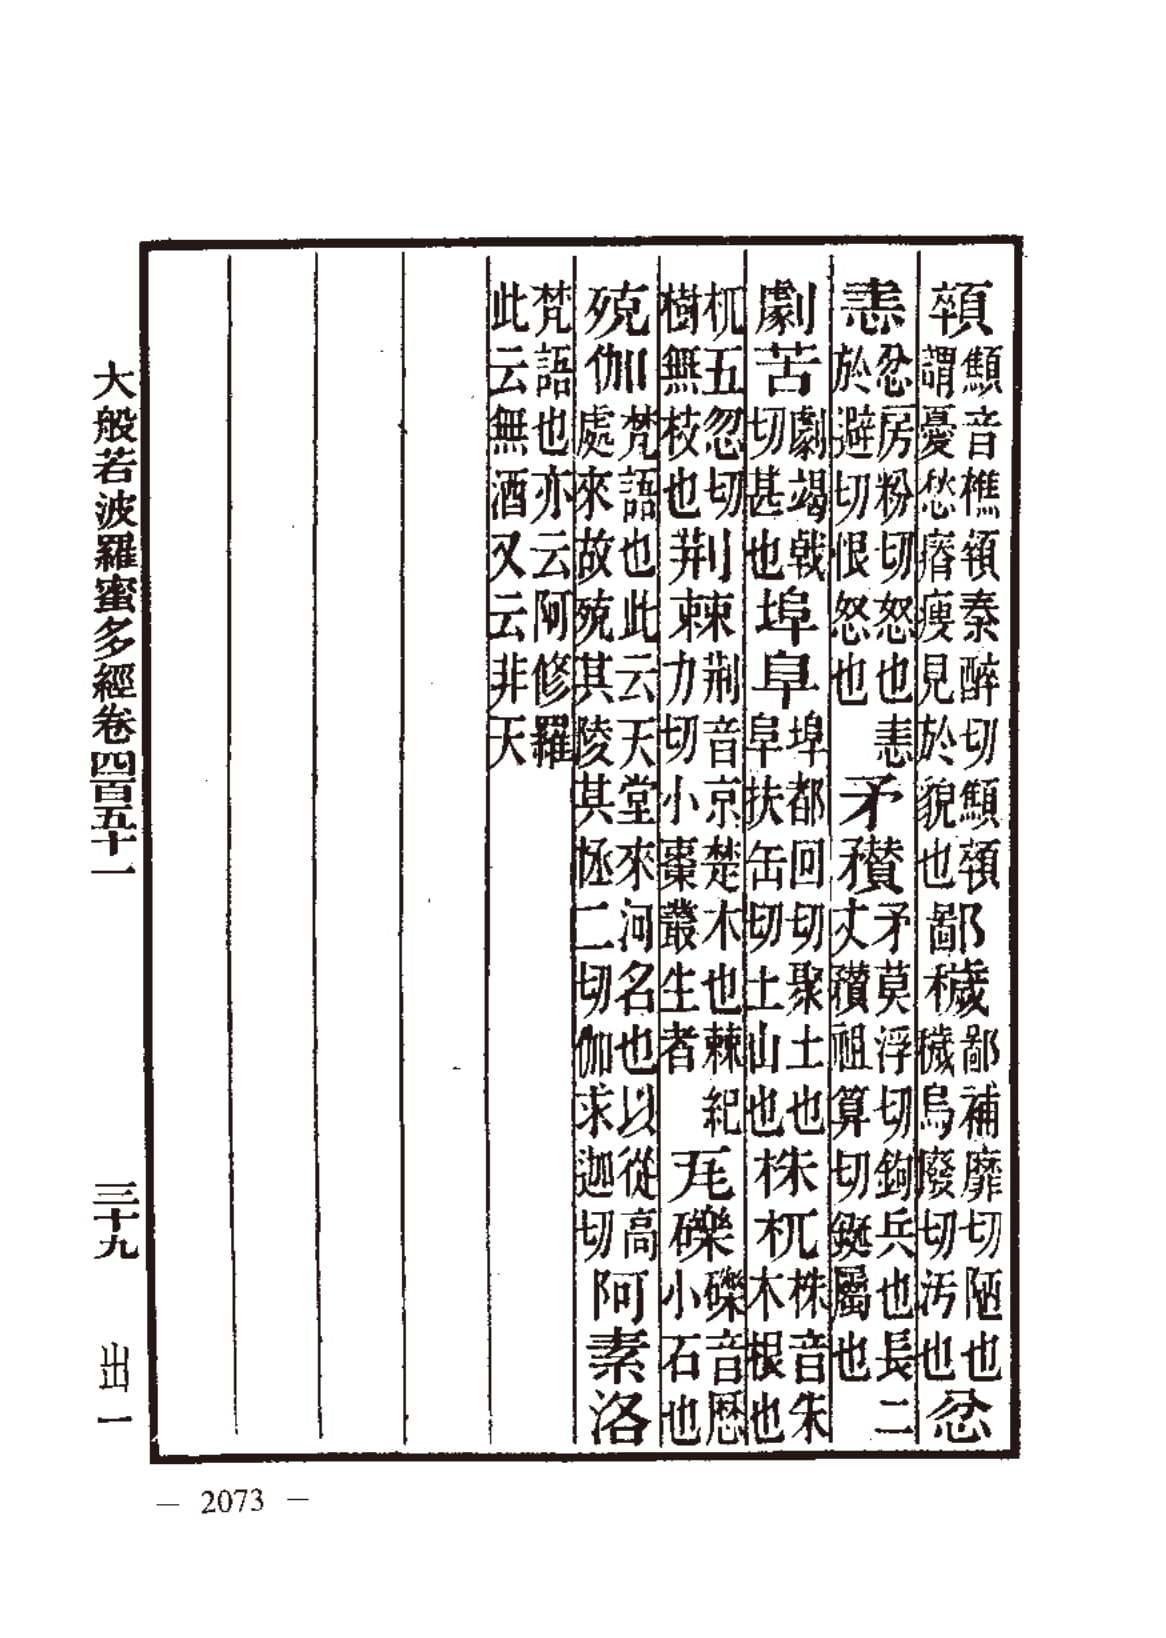 顇顦音樵顇秦醉切顦顇謂憂愁瘠瘦見於貌也鄙穢鄙補靡切陋也穢烏廢切汚也忿
恚忿房粉切怒也恚於避切恨怒也矛䂎矛莫浮切鉤兵也長二丈䂎祖算切鋋屬也
劇苦劇竭戟切甚也埠阜埠都回切聚土也阜扶缶切土山也株杌株音朱木根也
杌五忽切樹無枝也荆棘荆音京楚木也棘紀力切小棗叢生者瓦礫礫音歷小石也
殑伽梵語也此云天堂來河名也以從高處來故殑其陵其拯二切伽求迦切阿素洛
梵語也亦云阿修羅此云無酒又云非天
大般若波羅蜜多經卷四百五十一 三十九 出一
— 2073 —